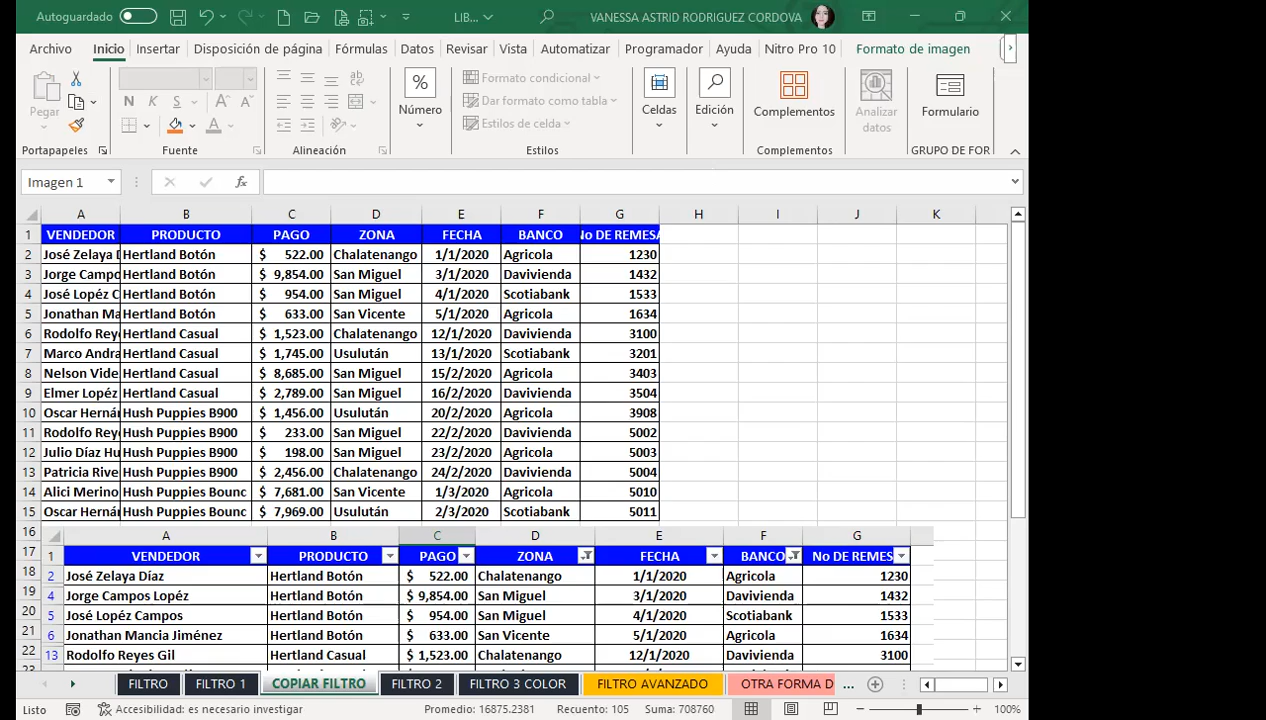 Autoguardado LIB... VANESSA ASTRID RODRIGUEZ CORDOVA
Archivo Inicio Insertar Disposición de página Fórmulas Datos Revisar Vista Automatizar Programador Ayuda Nitro Pro 10 Formato de imagen
Pegar
N K S A A
A
ab
%
Número
Formato condicional
Dar formato como tabla
Estilos de celda
Celdas
Edición
Complementos
Analizar
datos
Formulario
Portapapeles Fuente Alineación Estilos Complementos GRUPO DE FOR
Imagen 1 fx
A B C D E F G H I J K
1 VENDEDOR PRODUCTO PAGO ZONA FECHA BANCO No DE REMESA
2 José Zelaya D Hertland Botón $ 522.00 Chalatenango 1/1/2020 Agricola 1230
3 Jorge Campo Hertland Botón $ 9,854.00 San Miguel 3/1/2020 Davivienda 1432
4 José Lopéz C Hertland Botón $ 954.00 San Miguel 4/1/2020 Scotiabank 1533
5 Jonathan Ma Hertland Botón $ 633.00 San Vicente 5/1/2020 Agricola 1634
6 Rodolfo Reye Hertland Casual $ 1,523.00 Chalatenango 12/1/2020 Davivienda 3100
7 Marco Andra Hertland Casual $ 1,745.00 Usulután 13/1/2020 Scotiabank 3201
8 Nelson Vide Hertland Casual $ 8,685.00 San Miguel 15/2/2020 Agricola 3403
9 Elmer Lopéz Hertland Casual $ 2,789.00 San Miguel 16/2/2020 Davivienda 3504
10 Oscar Hernán Hush Puppies B900 $ 1,456.00 Usulután 20/2/2020 Agricola 3908
11 Rodolfo Reye Hush Puppies B900 $ 233.00 San Miguel 22/2/2020 Davivienda 5002
12 Julio Díaz Hu Hush Puppies B900 $ 198.00 San Miguel 23/2/2020 Agricola 5003
13 Patricia Rive Hush Puppies B900 $ 2,456.00 Chalatenango 24/2/2020 Davivienda 5004
14 Alici Merino Hush Puppies Bounc $ 7,681.00 San Vicente 1/3/2020 Agricola 5010
15 Oscar Hernán Hush Puppies Bounc $ 7,969.00 Usulután 2/3/2020 Scotiabank 5011
16 A B C D E F G
17 1 VENDEDOR PRODUCTO PAGO ZONA FECHA BANCO No DE REMES
18 2 José Zelaya Díaz Hertland Botón $ 522.00 Chalatenango 1/1/2020 Agricola 1230
19 4 Jorge Campos Lopéz Hertland Botón $ 9,854.00 San Miguel 3/1/2020 Davivienda 1432
20 5 José Lopéz Campos Hertland Botón $ 954.00 San Miguel 4/1/2020 Scotiabank 1533
21 6 Jonathan Mancia Jiménez Hertland Botón $ 633.00 San Vicente 5/1/2020 Agricola 1634
22 13 Rodolfo Reyes Gil Hertland Casual $ 1,523.00 Chalatenango 12/1/2020 Davivienda 3100
23
FILTRO FILTRO 1 COPIAR FILTRO FILTRO 2 FILTRO 3 COLOR FILTRO AVANZADO OTRA FORMA D ...
Listo Accesibilidad: es necesario investigar Promedio: 16875.2381 Recuento: 105 Suma: 708760 100%